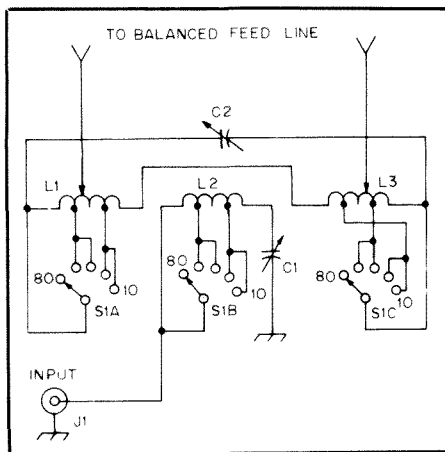 TO BALANCED FEED LINE
C2
L1
L2
L3
80
10
S1A
80
10
S1B
C1
80
10
S1C
INPUT
J1